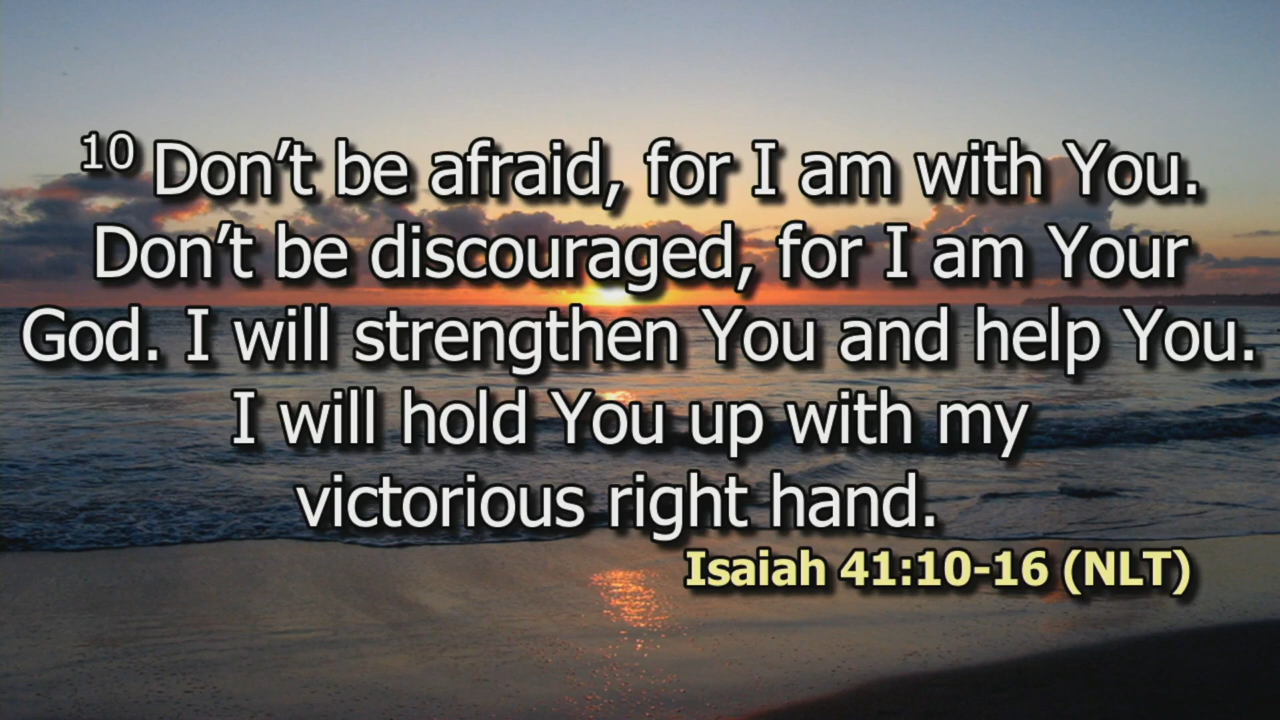 10 Don’t be afraid, for I am with You.
Don’t be discouraged, for I am Your
God. I will strengthen You and help You.
I will hold You up with my
victorious right hand.
Isaiah 41:10-16 (NLT)